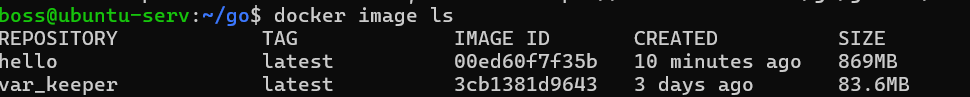 boss@ubuntu-serv:~/go$ docker image ls
REPOSITORY TAG IMAGE ID CREATED SIZE
hello latest 00ed60f7f35b 10 minutes ago 869MB
var_keeper latest 3cb1381d9643 3 days ago 83.6MB